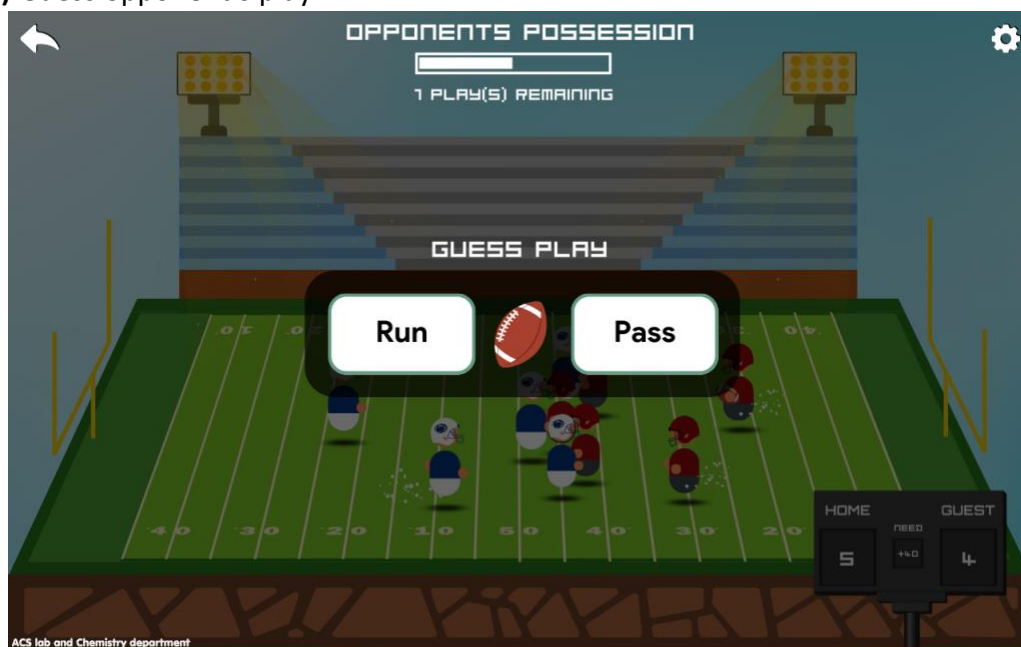 OPPONENTS POSSESSION
1 PLAY(S) REMAINING
GUESS PLAY
Run
Pass
40 30 20 10 50 40 30 20
HOME
NEED
GUEST
5
+40
4
ACS lab and Chemistry department